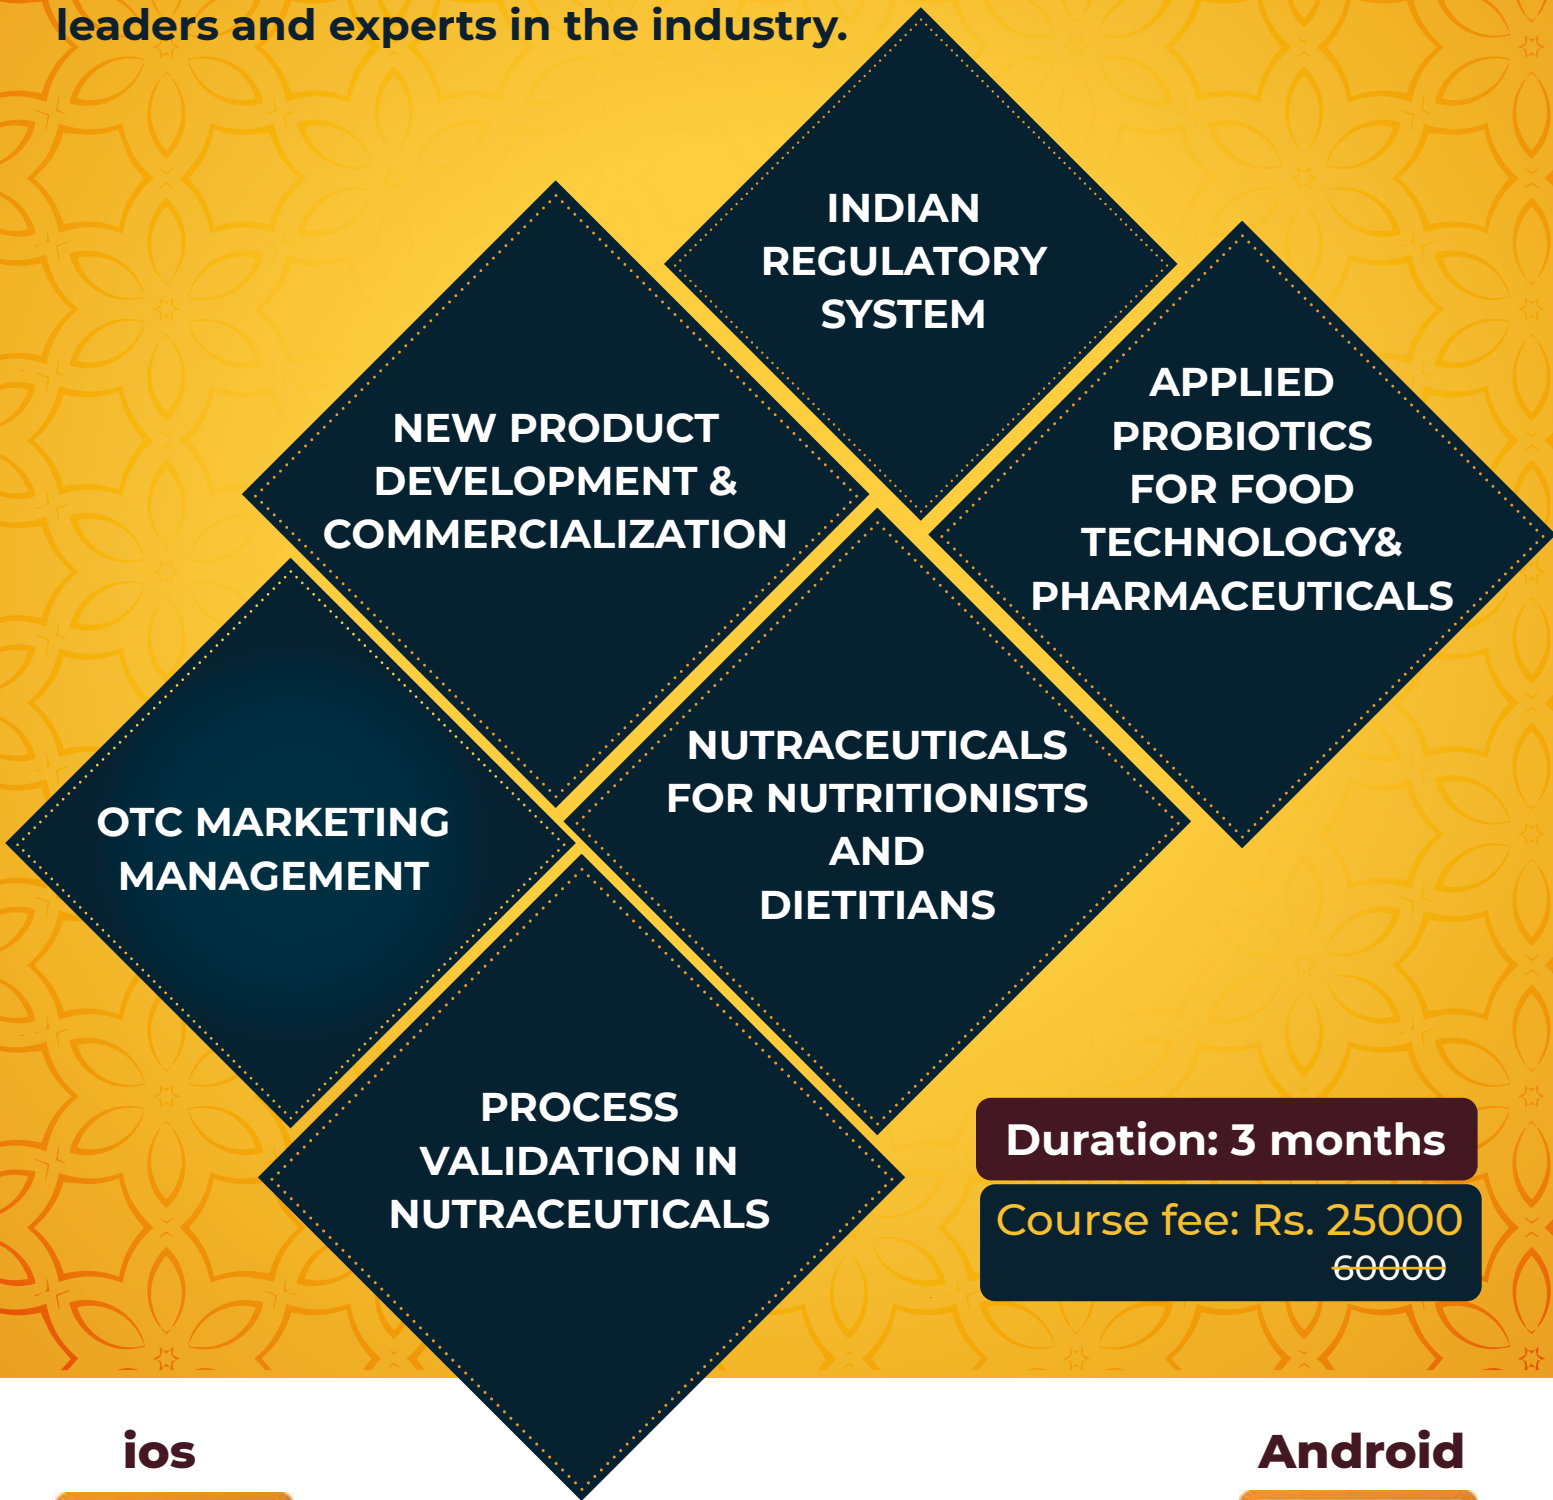 leaders and experts in the industry.
INDIAN
REGULATORY
SYSTEM
NEW PRODUCT
DEVELOPMENT &
COMMERCIALIZATION
APPLIED
PROBIOTICS
FOR FOOD
TECHNOLOGY&
PHARMACEUTICALS
OTC MARKETING
MANAGEMENT
NUTRACEUTICALS
FOR NUTRITIONISTS
AND
DIETITIANS
PROCESS
VALIDATION IN
NUTRACEUTICALS
Duration: 3 months
Course fee: Rs. 25000
60000
ios
Android